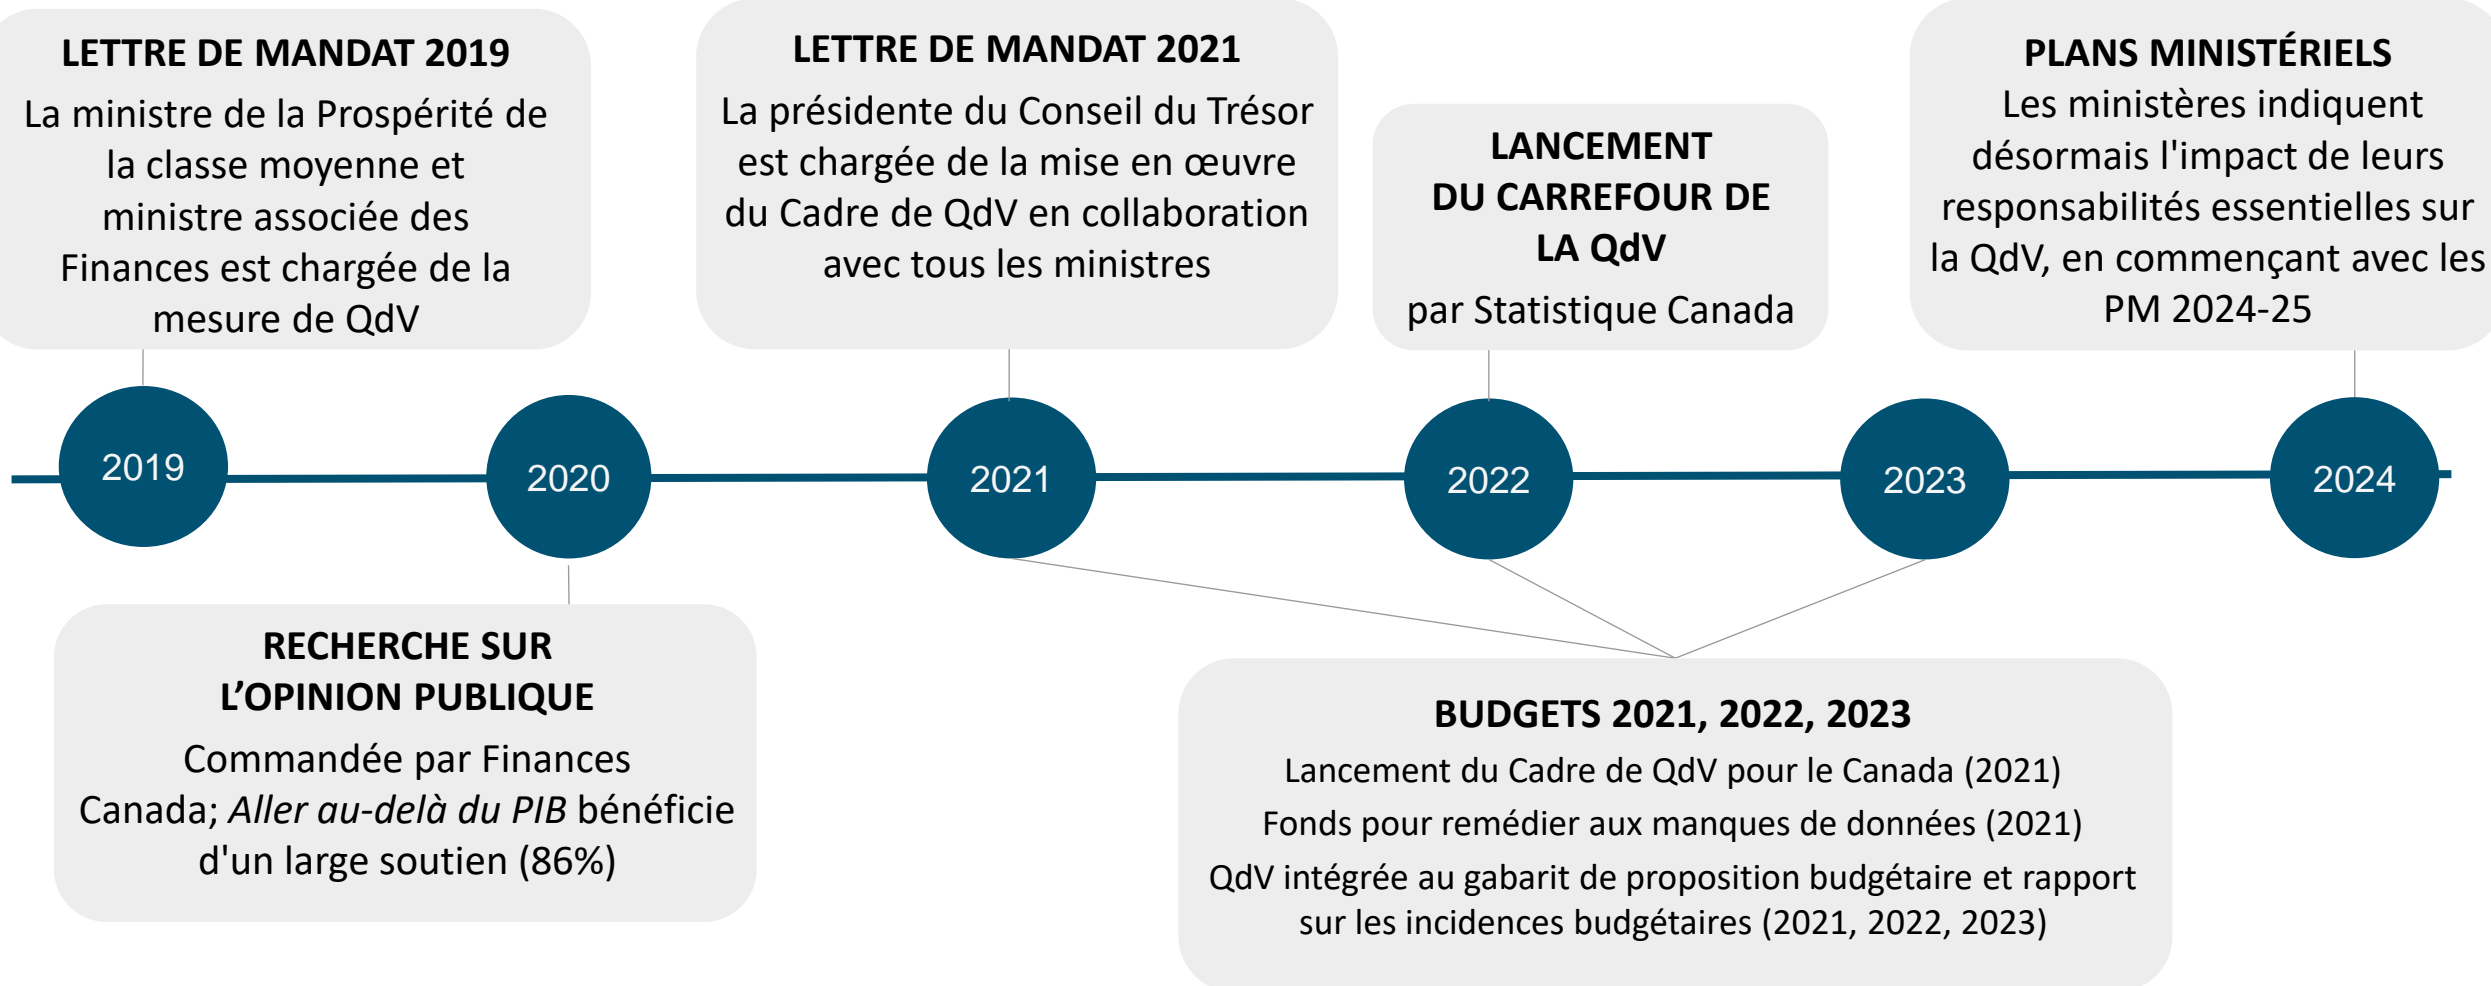 LETTRE DE MANDAT 2019
La ministre de la Prospérité de
la classe moyenne et
ministre associée des
Finances est chargée de la
mesure de QdV
LETTRE DE MANDAT 2021
La présidente du Conseil du Trésor
est chargée de la mise en œuvre
du Cadre de QdV en collaboration
avec tous les ministres
LANCEMENT
DU CARREFOUR DE
LA QdV
par Statistique Canada
PLANS MINISTÉRIELS
Les ministères indiquent
désormais l'impact de leurs
responsabilités essentielles sur
la QdV, en commençant avec les
PM 2024-25
2019
2020
2021
2022
2023
2024
RECHERCHE SUR
L’OPINION PUBLIQUE
Commandée par Finances
Canada; Aller au-delà du PIB bénéficie
d'un large soutien (86%)
BUDGETS 2021, 2022, 2023
Lancement du Cadre de QdV pour le Canada (2021)
Fonds pour remédier aux manques de données (2021)
QdV intégrée au gabarit de proposition budgétaire et rapport
sur les incidences budgétaires (2021, 2022, 2023)